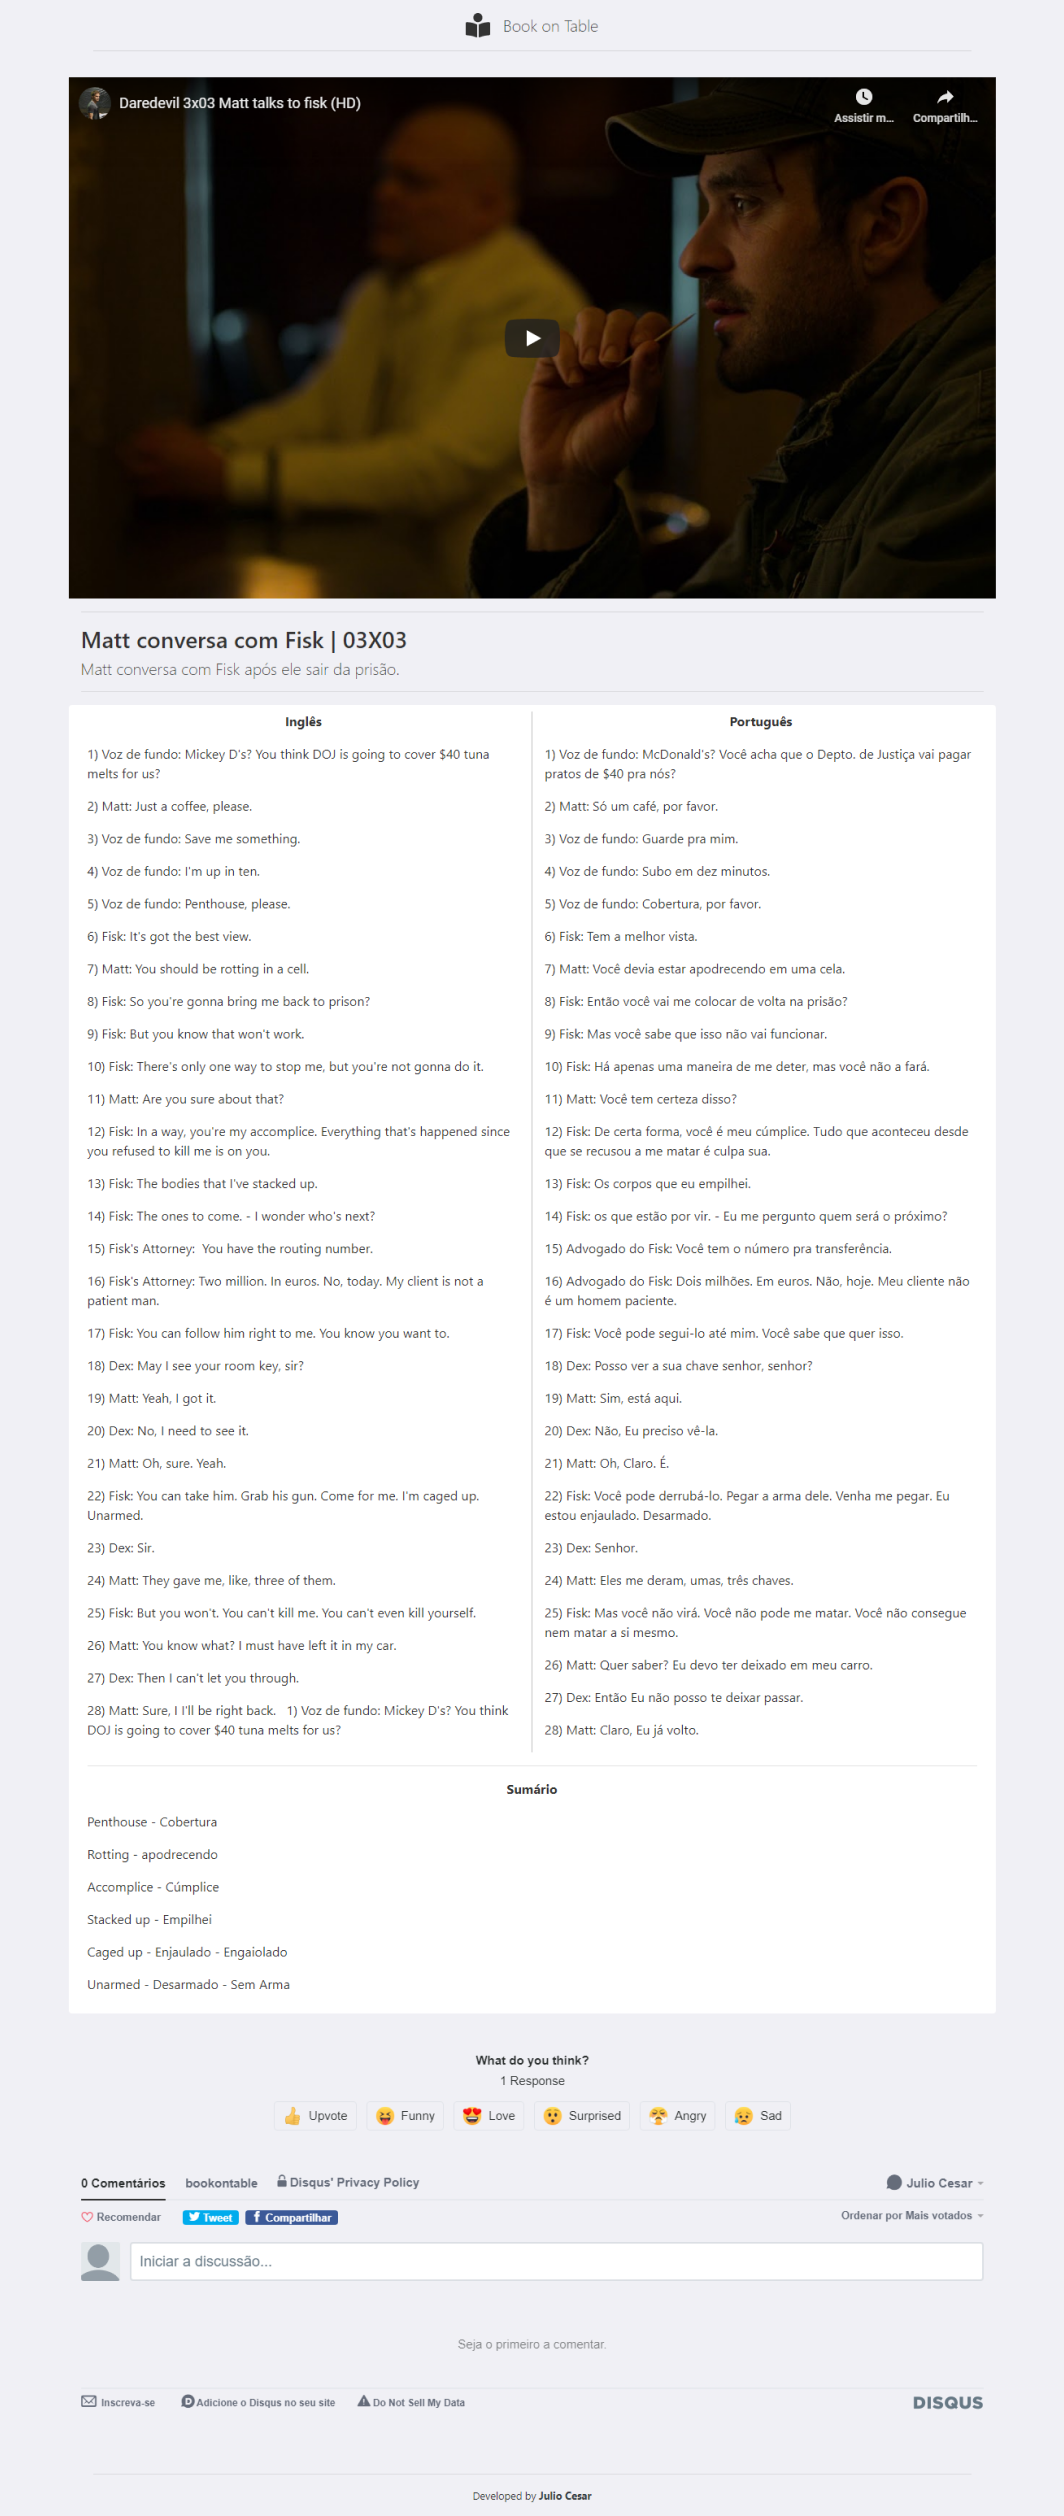 Book on Table
Daredevil 3x03 Matt talks to fisk (HD)
Assistir m...
Compartilh...
Matt conversa com Fisk | 03X03
Matt conversa com Fisk após ele sair da prisão.
Inglês
1) Voz de fundo: Mickey D's? You think DOJ is going to cover $40 tuna
melts for us?
2) Matt: Just a coffee, please.
3) Voz de fundo: Save me something.
4) Voz de fundo: I'm up in ten.
5) Voz de fundo: Penthouse, please.
6) Fisk: It's got the best view.
7) Matt: You should be rotting in a cell.
8) Fisk: So you're gonna bring me back to prison?
9) Fisk: But you know that won't work.
10) Fisk: There's only one way to stop me, but you're not gonna do it.
11) Matt: Are you sure about that?
12) Fisk: In a way, you're my accomplice. Everything that's happened since
you refused to kill me is on you.
13) Fisk: The bodies that I've stacked up.
14) Fisk: The ones to come. - I wonder who's next?
15) Fisk's Attorney:  You have the routing number.
16) Fisk's Attorney: Two million. In euros. No, today. My client is not a
patient man.
17) Fisk: You can follow him right to me. You know you want to.
18) Dex: May I see your room key, sir?
19) Matt: Yeah, I got it.
20) Dex: No, I need to see it.
21) Matt: Oh, sure. Yeah.
22) Fisk: You can take him. Grab his gun. Come for me. I'm caged up.
Unarmed.
23) Dex: Sir.
24) Matt: They gave me, like, three of them.
25) Fisk: But you won't. You can't kill me. You can't even kill yourself.
26) Matt: You know what? I must have left it in my car.
27) Dex: Then I can't let you through.
28) Matt: Sure, I I'll be right back.   1) Voz de fundo: Mickey D's? You think
DOJ is going to cover $40 tuna melts for us?
Português
1) Voz de fundo: McDonald's? Você acha que o Depto. de Justiça vai pagar
pratos de $40 pra nós?
2) Matt: Só um café, por favor.
3) Voz de fundo: Guarde pra mim.
4) Voz de fundo: Subo em dez minutos.
5) Voz de fundo: Cobertura, por favor.
6) Fisk: Tem a melhor vista.
7) Matt: Você devia estar apodrecendo em uma cela.
8) Fisk: Então você vai me colocar de volta na prisão?
9) Fisk: Mas você sabe que isso não vai funcionar.
10) Fisk: Há apenas uma maneira de me deter, mas você não a fará.
11) Matt: Você tem certeza disso?
12) Fisk: De certa forma, você é meu cúmplice. Tudo que aconteceu desde
que se recusou a me matar é culpa sua.
13) Fisk: Os corpos que eu empilhei.
14) Fisk: os que estão por vir. - Eu me pergunto quem será o próximo?
15) Advogado do Fisk: Você tem o número pra transferência.
16) Advogado do Fisk: Dois milhões. Em euros. Não, hoje. Meu cliente não
é um homem paciente.
17) Fisk: Você pode segui-lo até mim. Você sabe que quer isso.
18) Dex: Posso ver a sua chave senhor, senhor?
19) Matt: Sim, está aqui.
20) Dex: Não, Eu preciso vê-la.
21) Matt: Oh, Claro. É.
22) Fisk: Você pode derrubá-lo. Pegar a arma dele. Venha me pegar. Eu
estou enjaulado. Desarmado.
23) Dex: Senhor.
24) Matt: Eles me deram, umas, três chaves.
25) Fisk: Mas você não virá. Você não pode me matar. Você não consegue
nem matar a si mesmo.
26) Matt: Quer saber? Eu devo ter deixado em meu carro.
27) Dex: Então Eu não posso te deixar passar.
28) Matt: Claro, Eu já volto.
Sumário
Penthouse - Cobertura
Rotting - apodrecendo
Accomplice - Cúmplice
Stacked up - Empilhei
Caged up - Enjaulado - Engaiolado
Unarmed - Desarmado - Sem Arma
What do you think?
1 Response
Upvote Funny Love Surprised Angry Sad
0 Comentários bookontable Disqus' Privacy Policy Julio Cesar
Recomendar Tweet Compartilhar Ordenar por Mais votados
Iniciar a discussão...
Seja o primeiro a comentar.
Inscreva-se Adicione o Disqus no seu site Do Not Sell My Data DISQUS
Developed by Julio Cesar